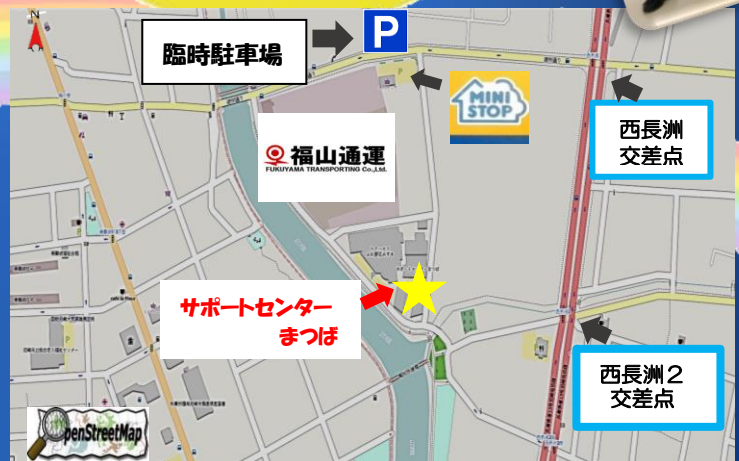 N
臨時駐車場
P
P
MINI
STOP
西長洲
交差点
福山通運
FUKUYAMA TRANSPORTING Co.,Ltd.
サポートセンター
まつば
西長洲２
交差点
P
OpenStreetMap